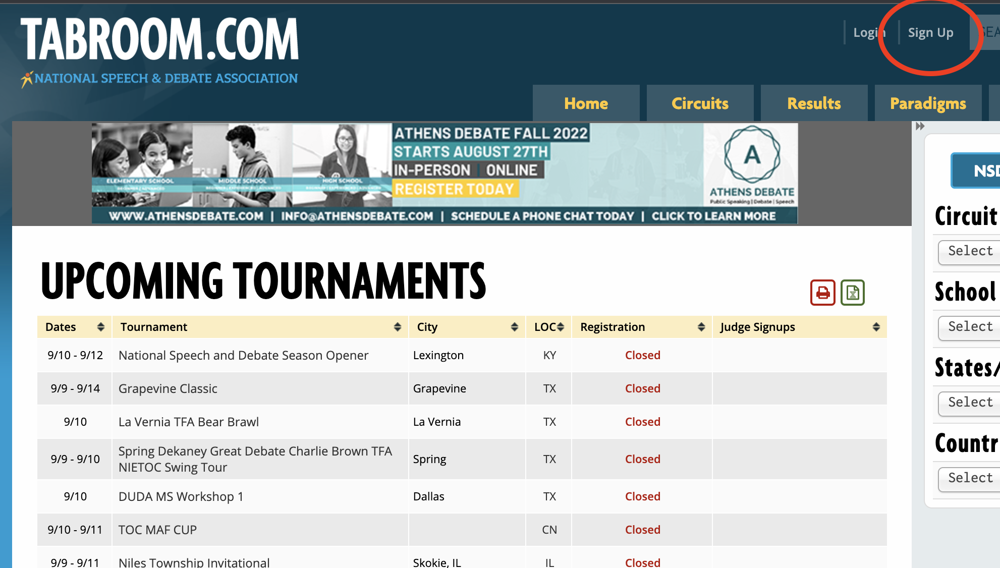 TABROOM.COM
NATIONAL SPEECH & DEBATE ASSOCIATION
Login
Sign Up
SEA
Home
Circuits
Results
Paradigms
ELEMENTARY SCHOOL
MIDDLE SCHOOL
HIGH SCHOOL
ATHENS DEBATE FALL 2022
STARTS AUGUST 27TH
IN-PERSON | ONLINE
REGISTER TODAY
A
ATHENS DEBATE
Public Speaking | Debate | Speech
WWW.ATHENSDEBATE.COM | INFO@ATHENSDEBATE.COM | SCHEDULE A PHONE CHAT TODAY | CLICK TO LEARN MORE
UPCOMING TOURNAMENTS
Dates Tournament City LOC Registration Judge Signups
9/10 - 9/12 National Speech and Debate Season Opener Lexington KY Closed
9/9 - 9/14 Grapevine Classic Grapevine TX Closed
9/10 La Vernia TFA Bear Brawl La Vernia TX Closed
9/9 - 9/10 Spring Dekaney Great Debate Charlie Brown TFA
NIETOC Swing Tour Spring TX Closed
9/10 DUDA MS Workshop 1 Dallas TX Closed
9/10 - 9/11 TOC MAF CUP CN Closed
9/9 - 9/11 Niles Township Invitational Skokie, IL IL Closed
NSD
Circuit
Select
School
Select
States/
Select
Countr
Select